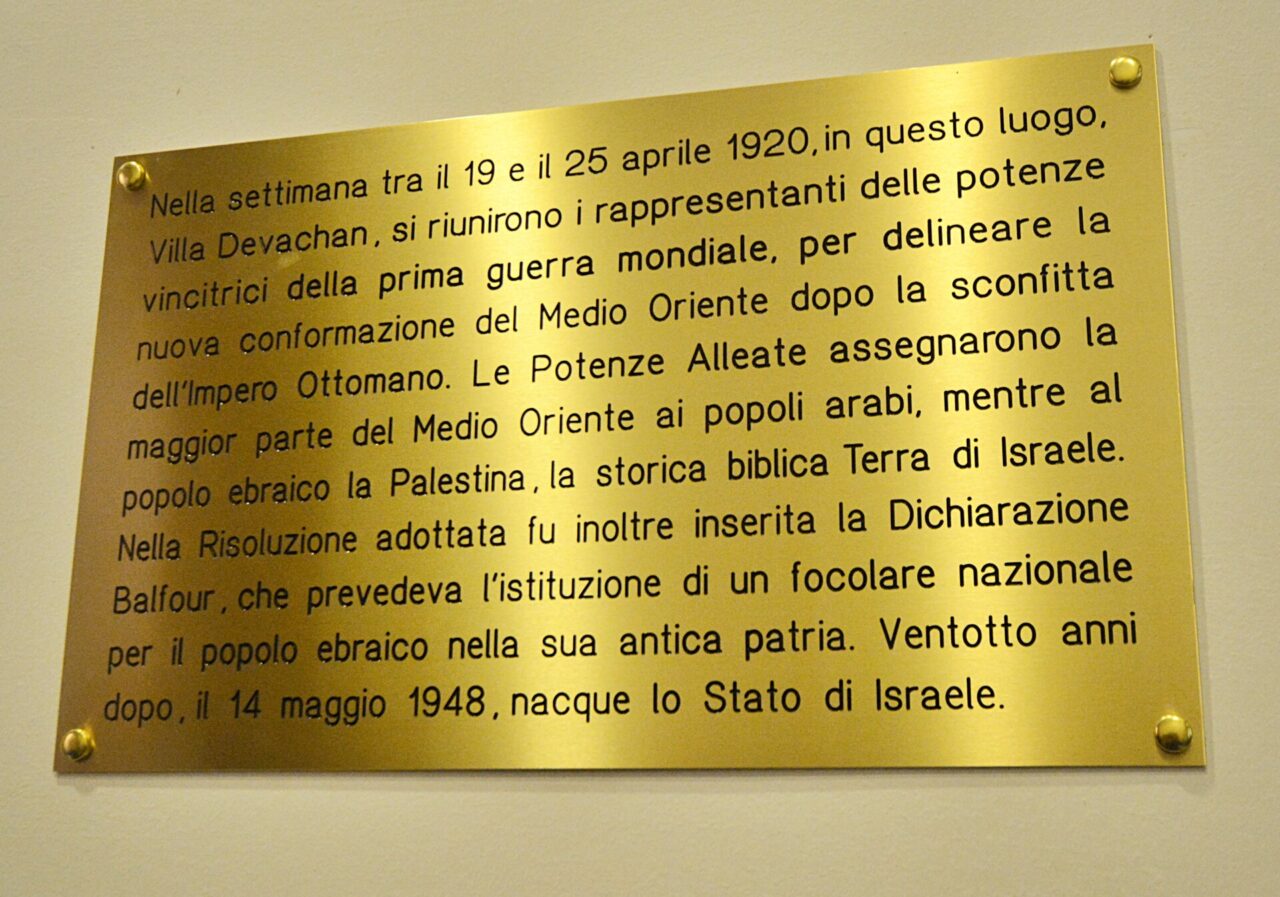 Nella settimana tra il 19 e il 25 aprile 1920, in questo luogo,
Villa Devachan, si riunirono i rappresentanti delle potenze
vincitrici della prima guerra mondiale, per delineare la
nuova conformazione del Medio Oriente dopo la sconfitta
dell'Impero Ottomano. Le Potenze Alleate assegnarono la
maggior parte del Medio Oriente ai popoli arabi, mentre al
popolo ebraico la Palestina, la storica biblica Terra di Israele.
Nella Risoluzione adottata fu inoltre inserita la Dichiarazione
Balfour, che prevedeva l'istituzione di un focolare nazionale
per il popolo ebraico nella sua antica patria. Ventotto anni
dopo, il 14 maggio 1948, nacque lo Stato di Israele.